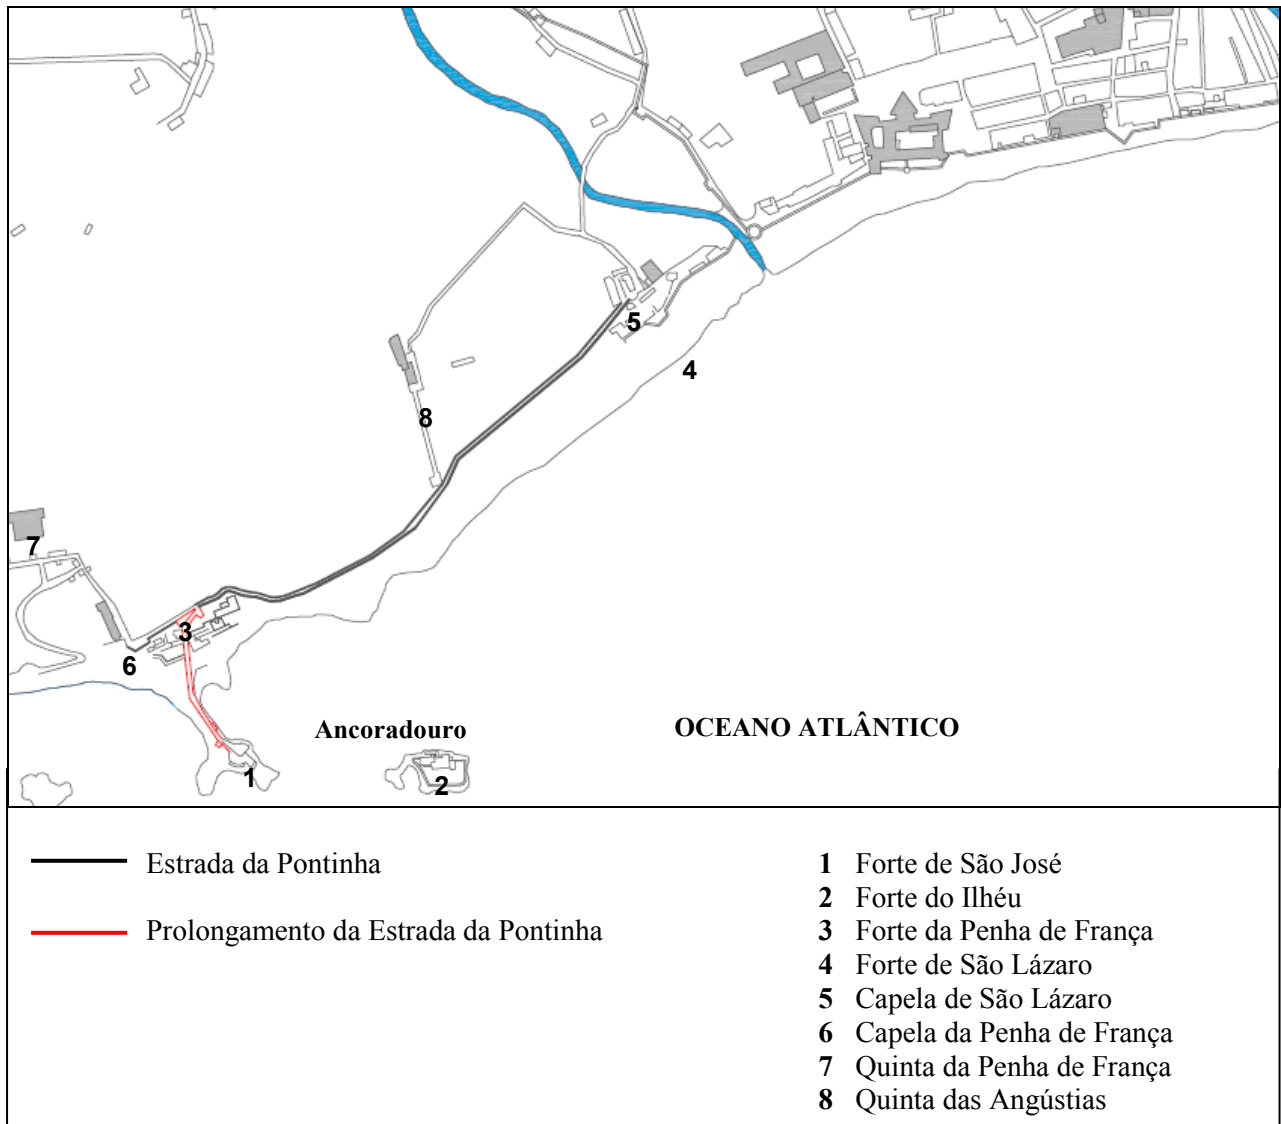 5
4
8
7
3
6
Ancoradouro
OCEANO ATLÂNTICO
1
2
Estrada da Pontinha
Prolongamento da Estrada da Pontinha
1 Forte de São José
2 Forte do Ilhéu
3 Forte da Penha de França
4 Forte de São Lázaro
5 Capela de São Lázaro
6 Capela da Penha de França
7 Quinta da Penha de França
8 Quinta das Angústias